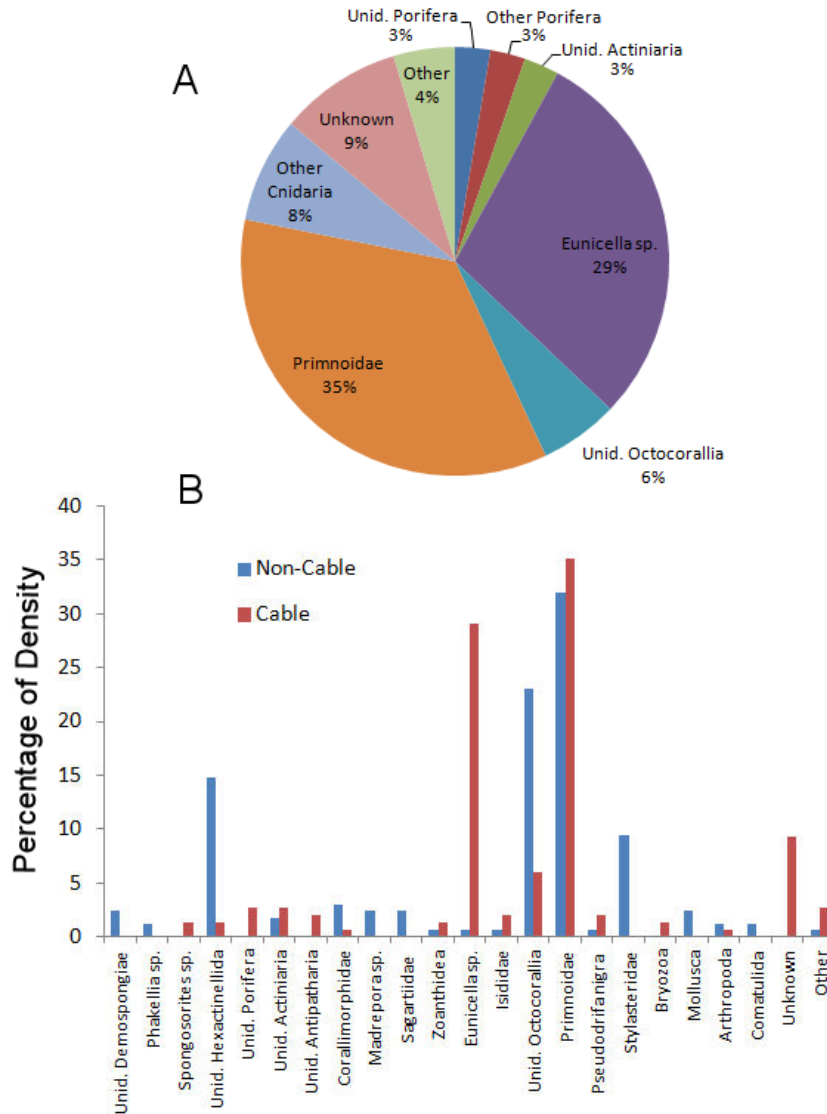 Unid. Porifera
3%
Other Porifera
3%
Unid. Actiniaria
3%
A
Other
4%
Unknown
9%
Other
Cnidaria
8%
Eunicella sp.
29%
Primnoidae
35%
Unid. Octocorallia
6%
B
40
35
30
25
20
15
10
5
0
Percentage of Density
Non-Cable
Cable
Unid. Demospongiae
Phakellia sp.
Spongosorites sp.
Unid. Hexactinellida
Unid. Porifera
Unid. Actiniaria
Unid. Antipatharia
Corallimorphidae
Madrepora sp.
Sagartiidae
Zoanthidea
Eunicella sp.
Isididae
Unid. Octocorallia
Primnoidae
Pseudodrifa nigra
Stylasteridae
Bryozoa
Mollusca
Arthropoda
Comatulida
Unknown
Other